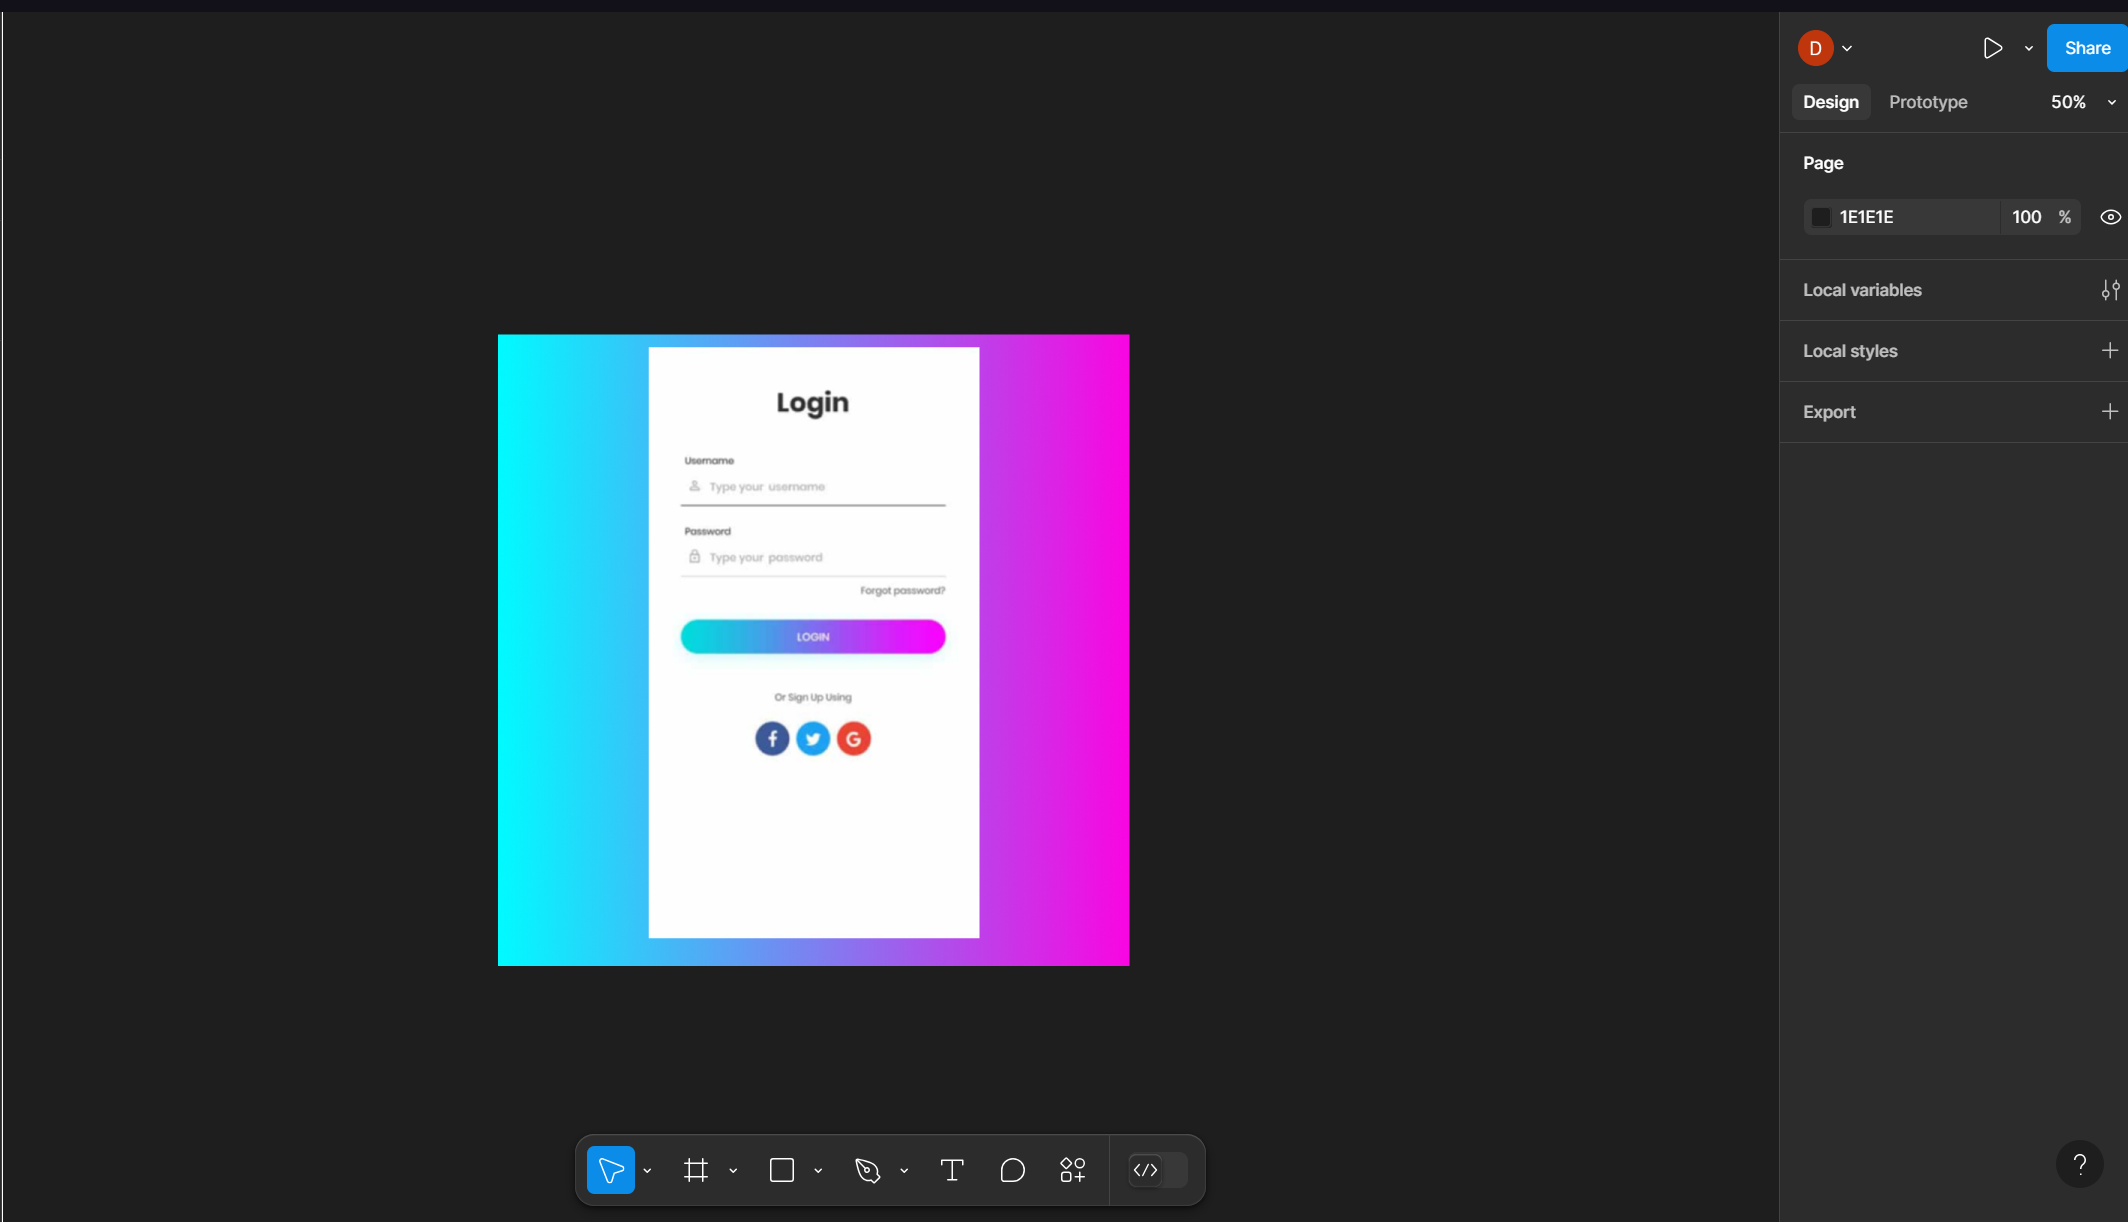 D
Share
Design Prototype 50%
Page
1E1E1E 100 %
Local variables
Local styles
Export
Login
Username
Type your username
Password
Type your password
Forgot password?
LOGIN
Or Sign Up Using
f G
T </>
?